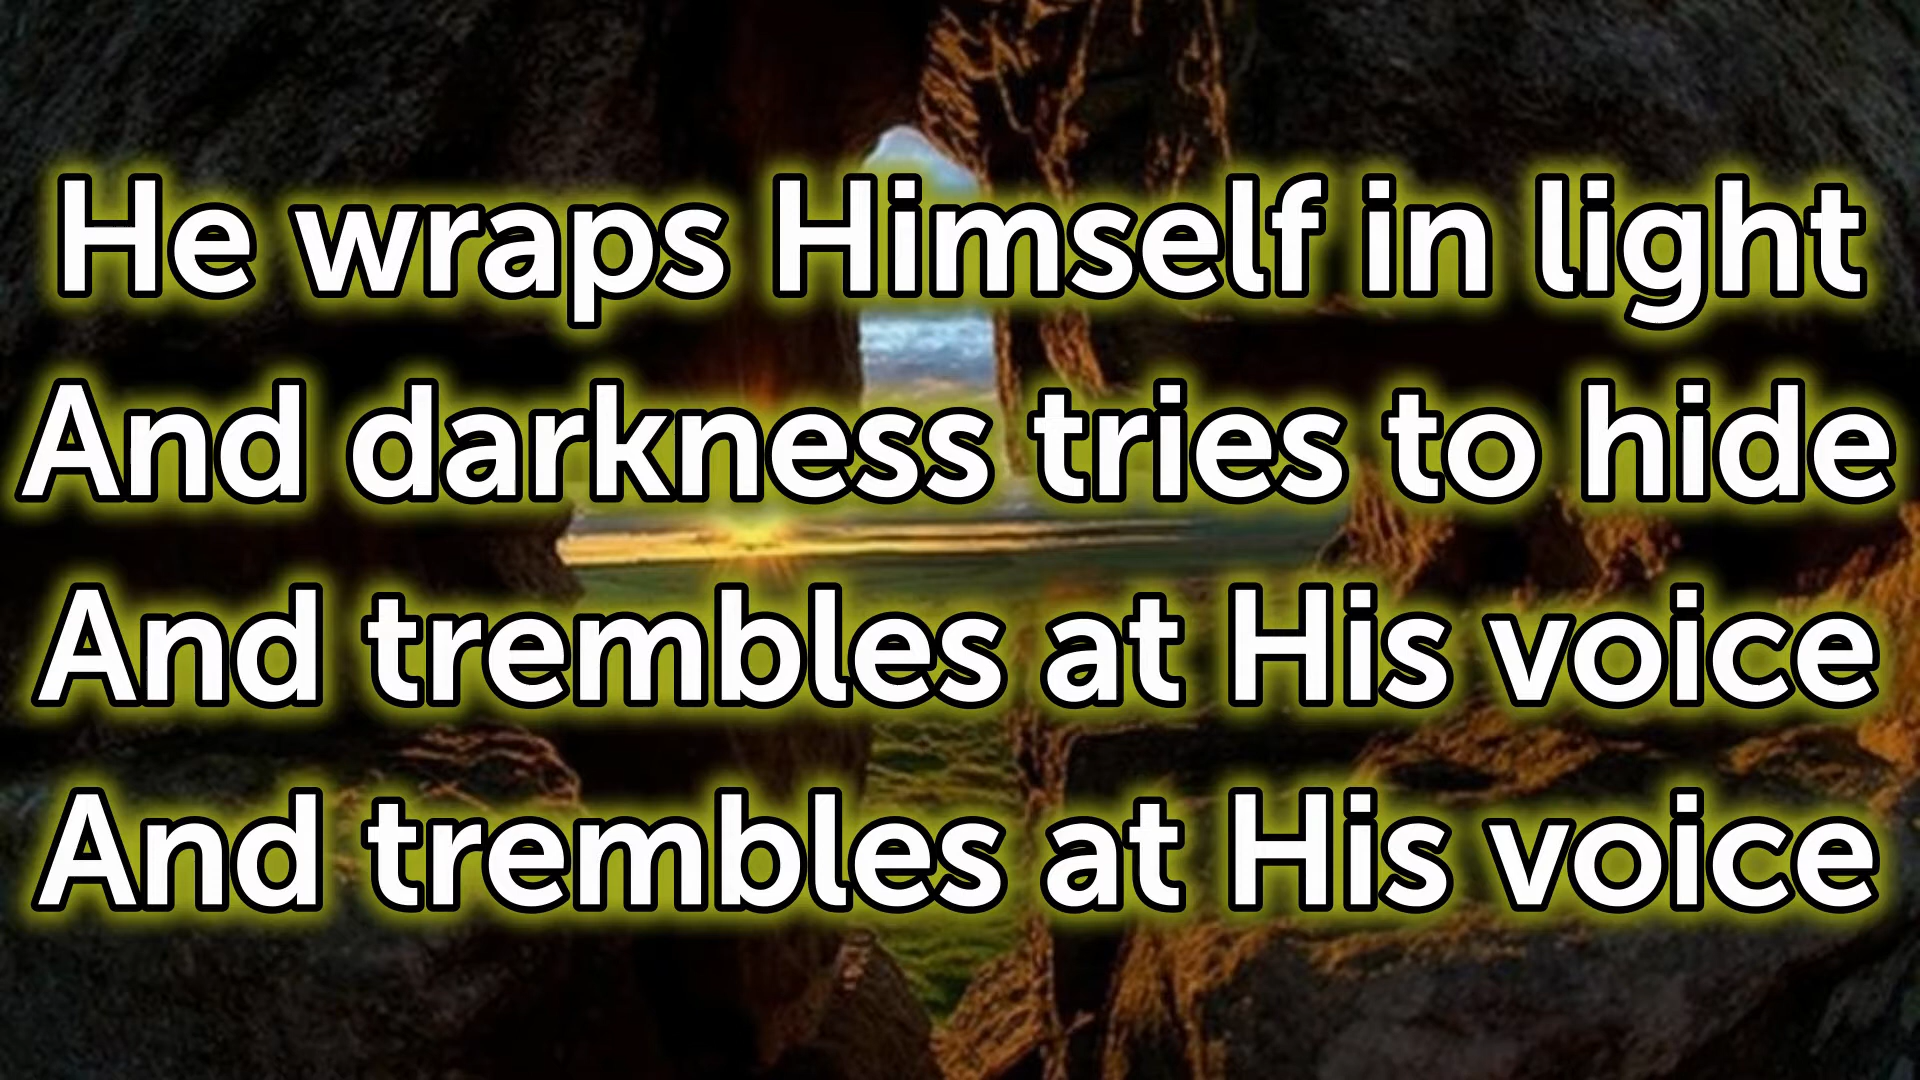 He wraps Himself in light
And darkness tries to hide
And trembles at His voice
And trembles at His voice